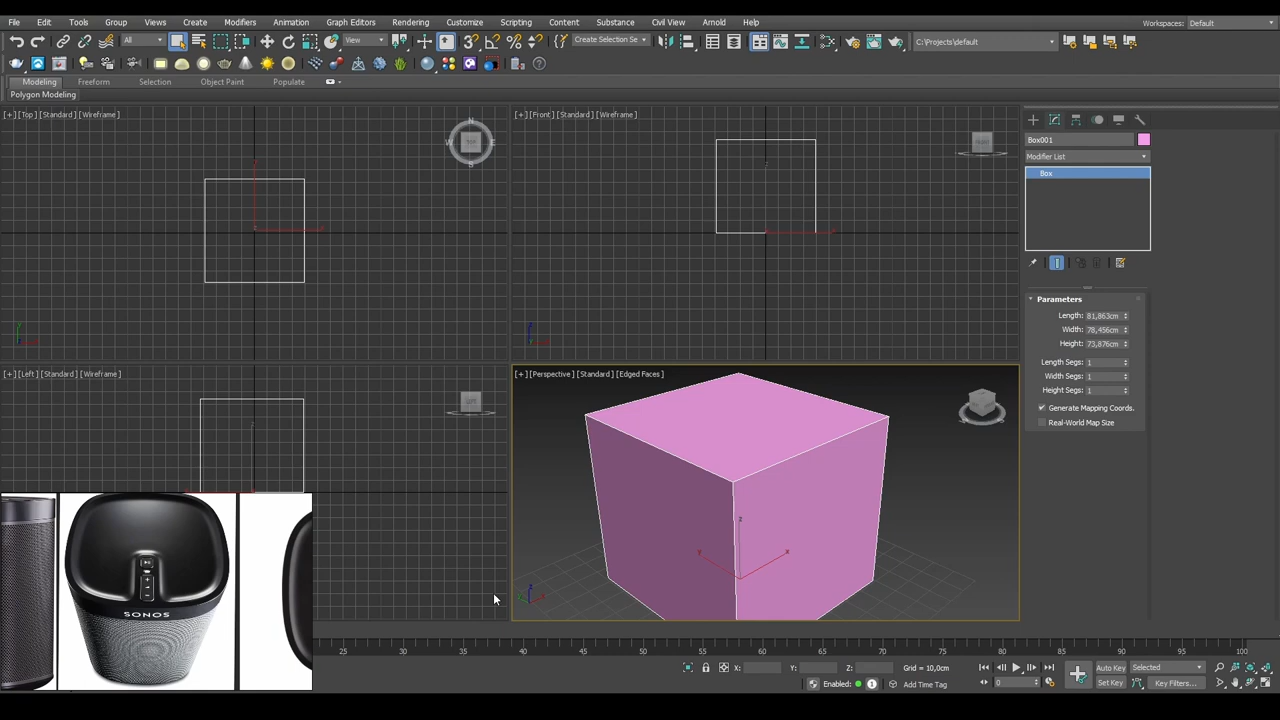 File Edit Tools Group Views Create Modifiers Animation Graph Editors Rendering Customize Scripting Content Substance Civil View Arnold Help
Workspaces: Default
All View Create Selection Se C:\Projects\default
Modeling Freeform Selection Object Paint Populate
Polygon Modeling
[+] [Top] [Standard] [Wireframe]
N
W E
S
[+] [Front] [Standard] [Wireframe]
Box001
Modifier List
Box
Parameters
Length: 81,863cm
Width: 78,456cm
Height: 73,876cm
Length Segs: 1
Width Segs: 1
Height Segs: 1
Generate Mapping Coords.
Real-World Map Size
[+] [Left] [Standard] [Wireframe]
[+] [Perspective] [Standard] [Edged Faces]
SONOS
25 30 35 40 45 50 55 60 65 70 75 80 85 90 95 100
X: Y: Z: Grid = 10,0cm
Auto Key Selected
Enabled: 1 Add Time Tag
0 Set Key Key Filters...